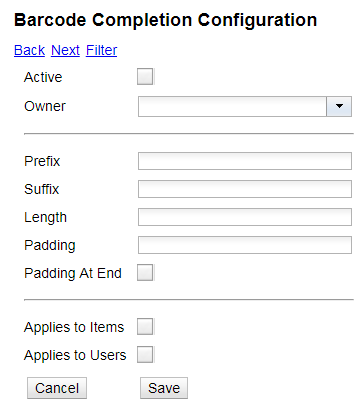 Barcode Completion Configuration
Back Next Filter
Active
Owner
Prefix
Suffix
Length
Padding
Padding At End
Applies to Items
Applies to Users
Cancel Save